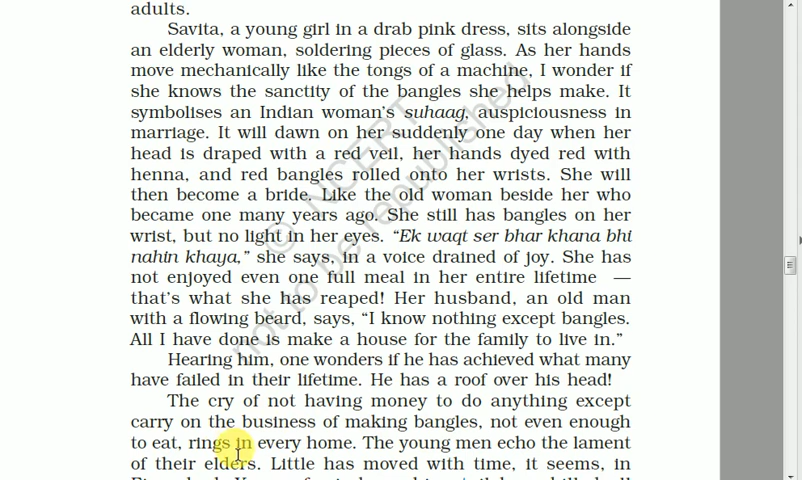 adults.
Savita, a young girl in a drab pink dress, sits alongside
an elderly woman, soldering pieces of glass. As her hands
move mechanically like the tongs of a machine, I wonder if
she knows the sanctity of the bangles she helps make. It
symbolises an Indian woman’s suhaag, auspiciousness in
marriage. It will dawn on her suddenly one day when her
head is draped with a red veil, her hands dyed red with
henna, and red bangles rolled onto her wrists. She will
then become a bride. Like the old woman beside her who
became one many years ago. She still has bangles on her
wrist, but no light in her eyes. “Ek waqt ser bhar khana bhi
nahin khaya,” she says, in a voice drained of joy. She has
not enjoyed even one full meal in her entire lifetime —
that’s what she has reaped! Her husband, an old man
with a flowing beard, says, “I know nothing except bangles.
All I have done is make a house for the family to live in.”
Hearing him, one wonders if he has achieved what many
have failed in their lifetime. He has a roof over his head!
The cry of not having money to do anything except
carry on the business of making bangles, not even enough
to eat, rings in every home. The young men echo the lament
of their elders. Little has moved with time, it seems, in
© NCERT
not to be republished